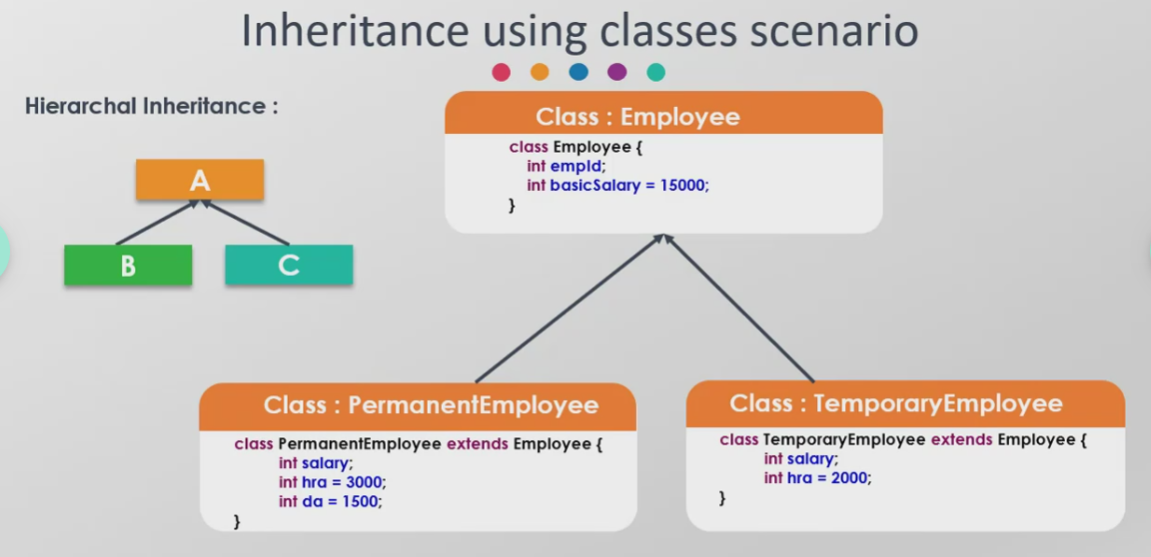 Inheritance using classes scenario
Hierarchal Inheritance :
A
B
C
Class : Employee
class Employee {
int empId;
int basicSalary = 15000;
}
Class : PermanentEmployee
class PermanentEmployee extends Employee {
int salary;
int hra = 3000;
int da = 1500;
}
Class : TemporaryEmployee
class TemporaryEmployee extends Employee {
int salary;
int hra = 2000;
}